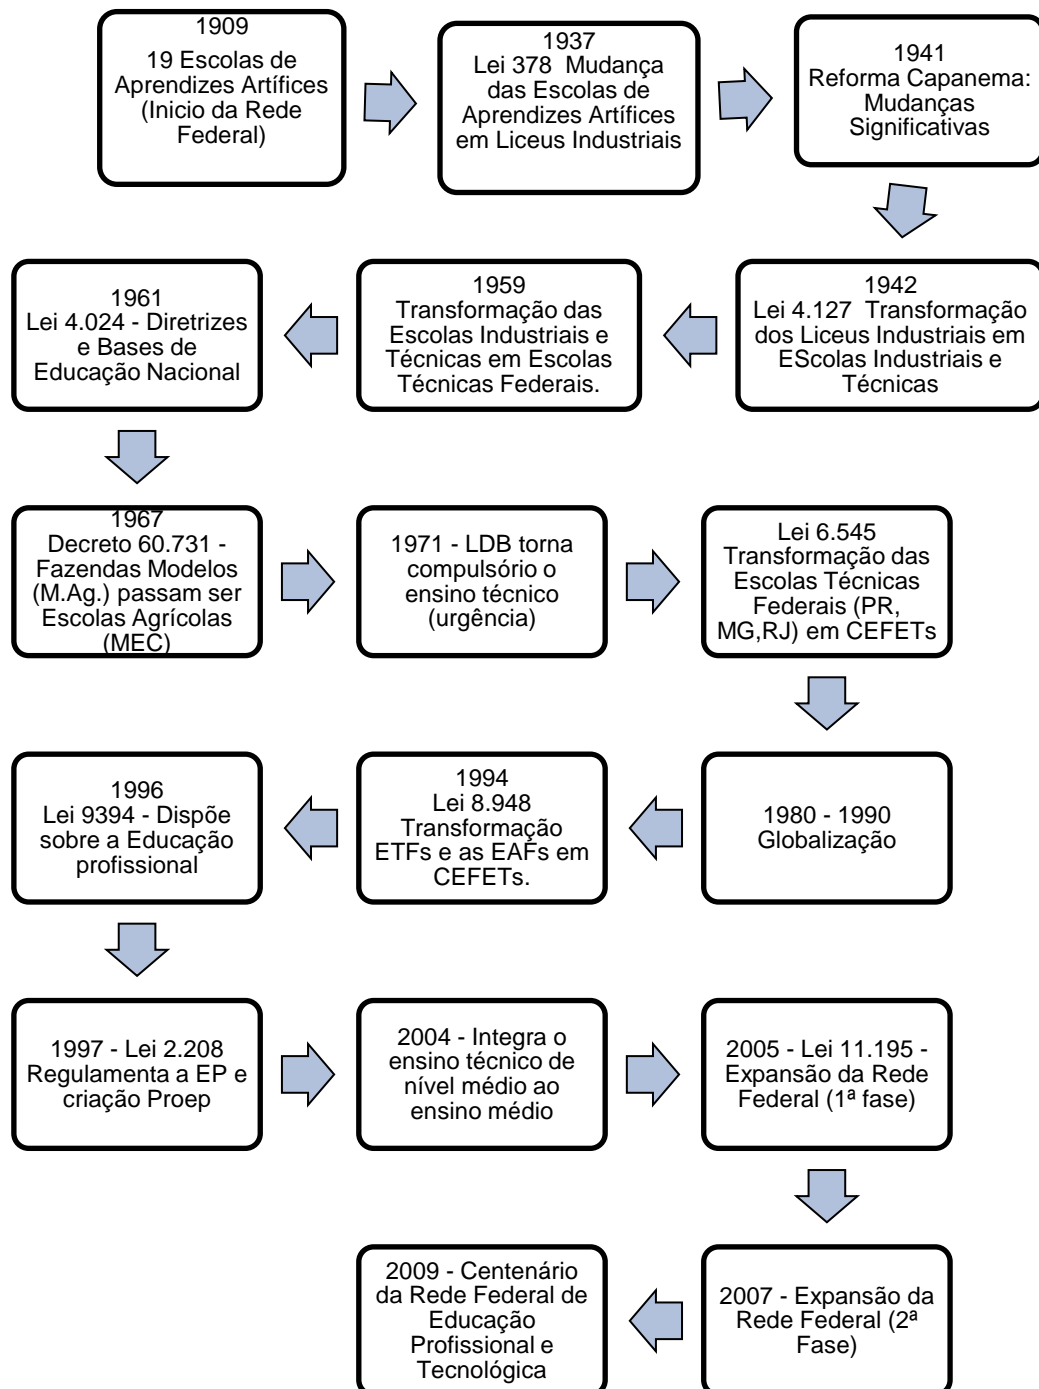 1909
19 Escolas de
Aprendizes Artífices
(Inicio da Rede
Federal)
1937
Lei 378  Mudança
das Escolas de
Aprendizes Artífices
em Liceus Industriais
1941
Reforma Capanema:
Mudanças
Significativas
1942
Lei 4.127  Transformação
dos Liceus Industriais em
EScolas Industriais e
Técnicas
1959
Transformação das
Escolas Industriais e
Técnicas em Escolas
Técnicas Federais.
1961
Lei 4.024 - Diretrizes
e Bases de
Educação Nacional
1967
Decreto 60.731 -
Fazendas Modelos
(M.Ag.) passam ser
Escolas Agrícolas
(MEC)
1971 - LDB torna
compulsório o
ensino técnico
(urgência)
Lei 6.545
Transformação das
Escolas Técnicas
Federais (PR,
MG,RJ) em CEFETs
1980 - 1990
Globalização
1994
Lei 8.948
Transformação
ETFs e as EAFs em
CEFETs.
1996
Lei 9394 - Dispõe
sobre a Educação
profissional
1997 - Lei 2.208
Regulamenta a EP e
criação Proep
2004 - Integra o
ensino técnico de
nível médio ao
ensino médio
2005 - Lei 11.195 -
Expansão da Rede
Federal (1ª fase)
2007 - Expansão da
Rede Federal (2ª
Fase)
2009 - Centenário
da Rede Federal de
Educação
Profissional e
Tecnológica